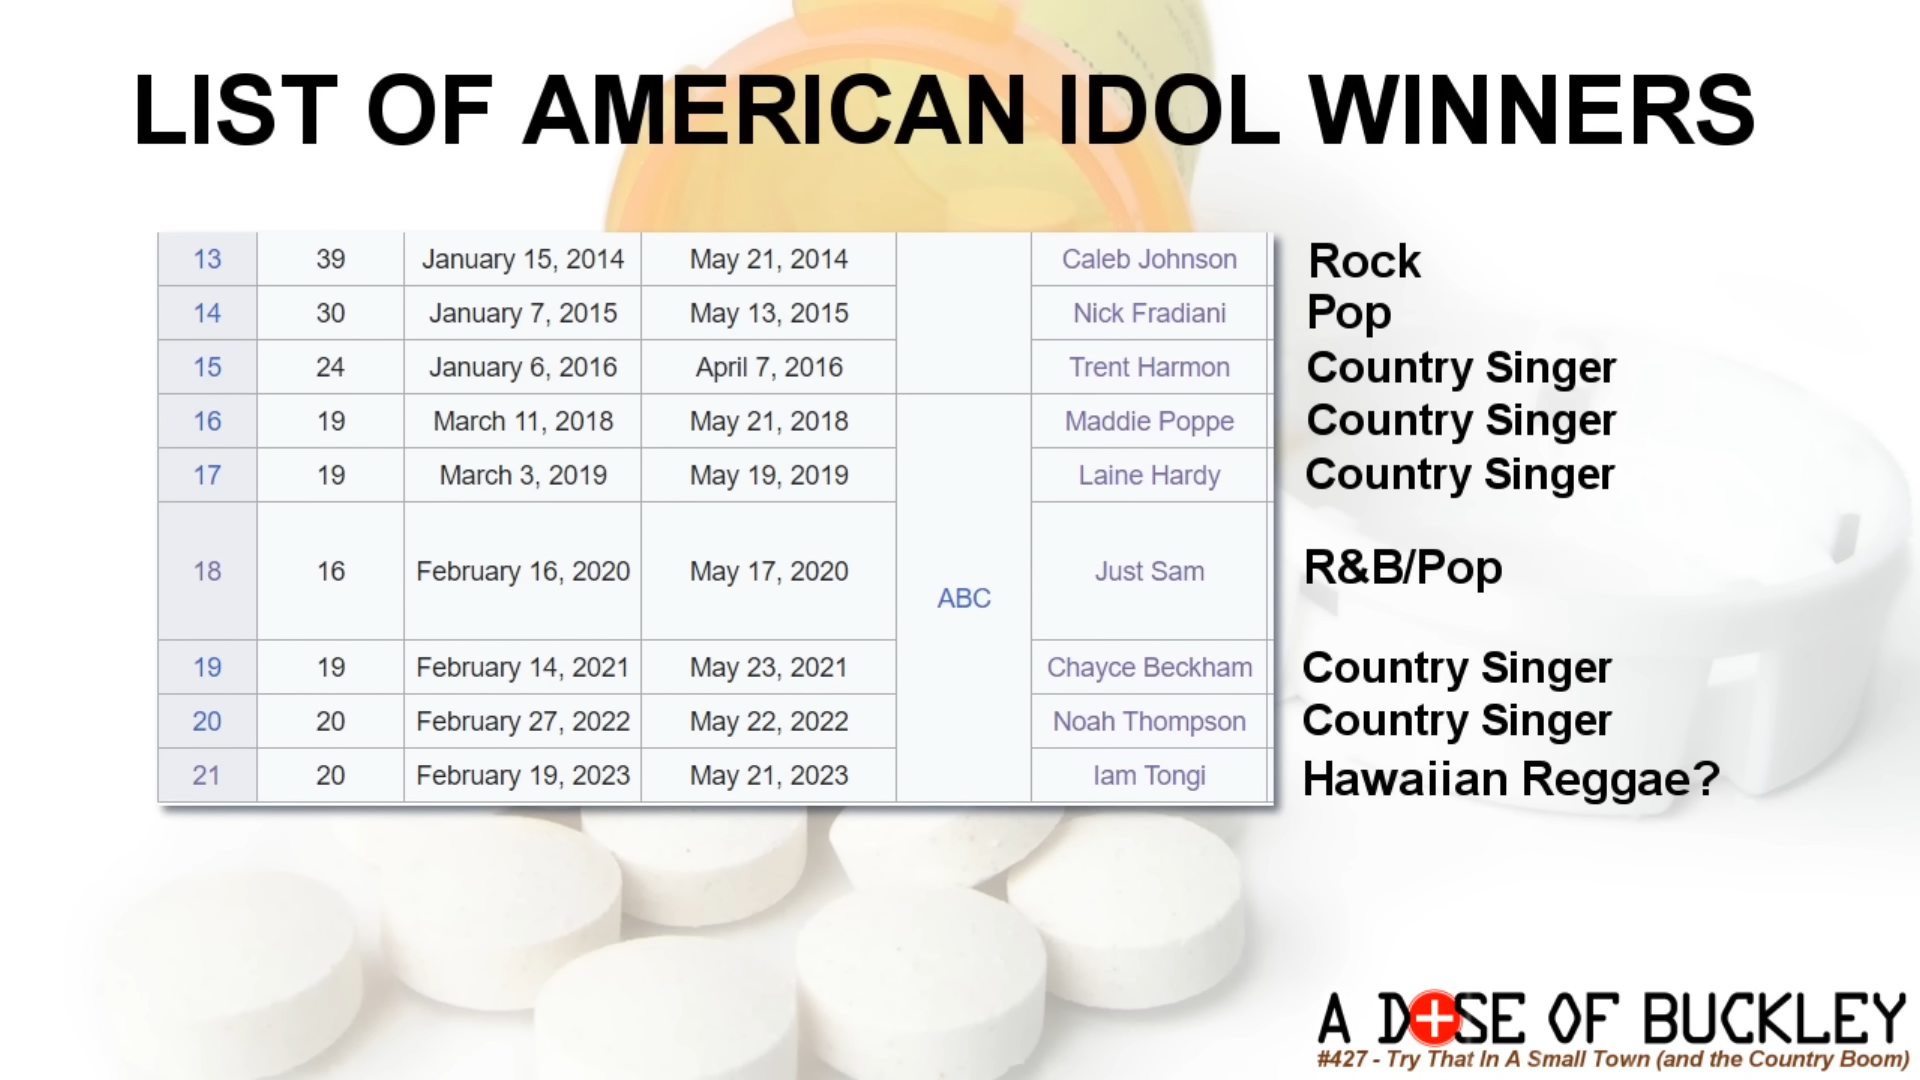 LIST OF AMERICAN IDOL WINNERS
13 39 January 15, 2014 May 21, 2014 Caleb Johnson Rock
14 30 January 7, 2015 May 13, 2015 Nick Fradiani Pop
15 24 January 6, 2016 April 7, 2016 Trent Harmon Country Singer
16 19 March 11, 2018 May 21, 2018 Maddie Poppe Country Singer
17 19 March 3, 2019 May 19, 2019 Laine Hardy Country Singer
18 16 February 16, 2020 May 17, 2020 Just Sam R&B/Pop
ABC
19 19 February 14, 2021 May 23, 2021 Chayce Beckham Country Singer
20 20 February 27, 2022 May 22, 2022 Noah Thompson Country Singer
21 20 February 19, 2023 May 21, 2023 Iam Tongi Hawaiian Reggae?
A DOSE OF BUCKLEY
#427 - Try That In A Small Town (and the Country Boom)